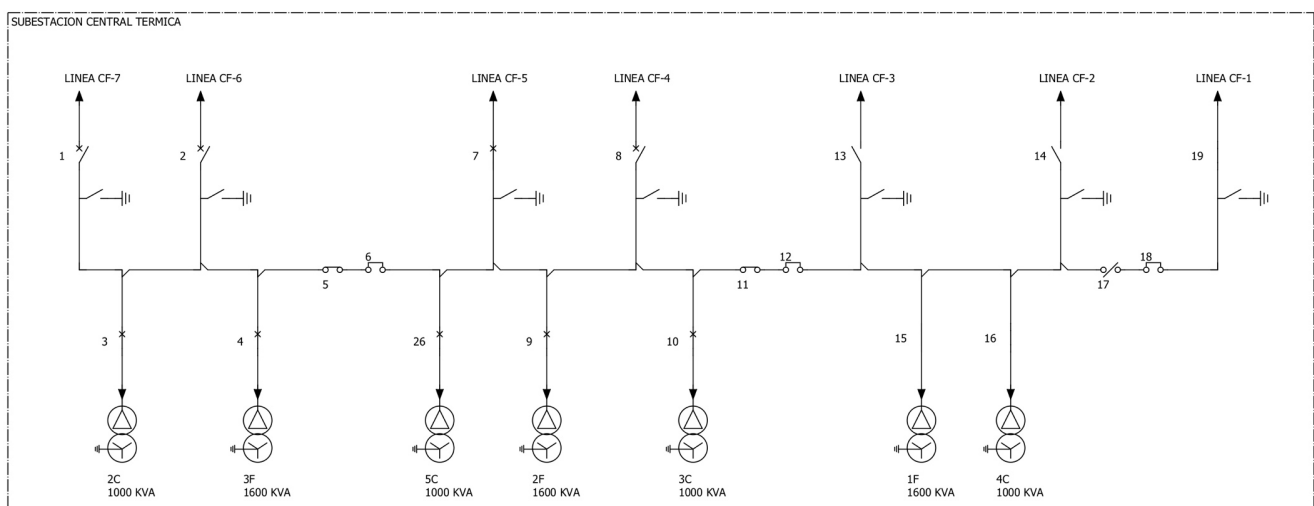 SUBESTACION CENTRAL TERMICA
LINEA CF-7
LINEA CF-6
LINEA CF-5
LINEA CF-4
LINEA CF-3
LINEA CF-2
LINEA CF-1
1
2
7
8
13
14
19
6
12
18
5
11
17
3
4
26
9
10
15
16
2C
1000 KVA
3F
1600 KVA
5C
1000 KVA
2F
1600 KVA
3C
1000 KVA
1F
1600 KVA
4C
1000 KVA